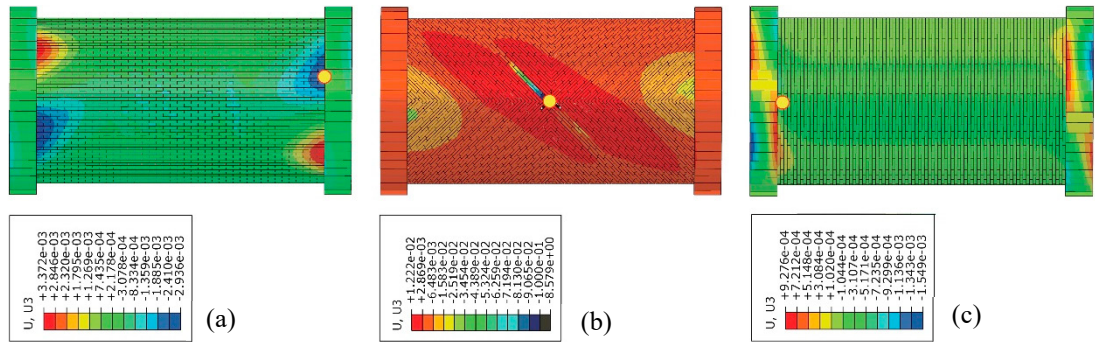 U, U3
+3.372e-03
+2.846e-03
+2.320e-03
+1.795e-03
+1.269e-03
+7.435e-04
+2.178e-04
-3.078e-04
-8.334e-04
-1.359e-03
-1.885e-03
-2.410e-03
-2.936e-03
(a)
U, U3
+1.222e-02
+2.869e-03
-6.483e-03
-1.583e-02
-2.519e-02
-3.454e-02
-4.389e-02
-5.324e-02
-6.259e-02
-7.194e-02
-8.130e-02
-9.065e-02
-1.000e-01
-8.579e+00
(b)
U, U3
+9.276e-04
+7.212e-04
+5.148e-04
+3.084e-04
+1.020e-04
-1.044e-04
-3.107e-04
-5.171e-04
-7.235e-04
-9.299e-04
-1.136e-03
-1.343e-03
-1.549e-03
(c)